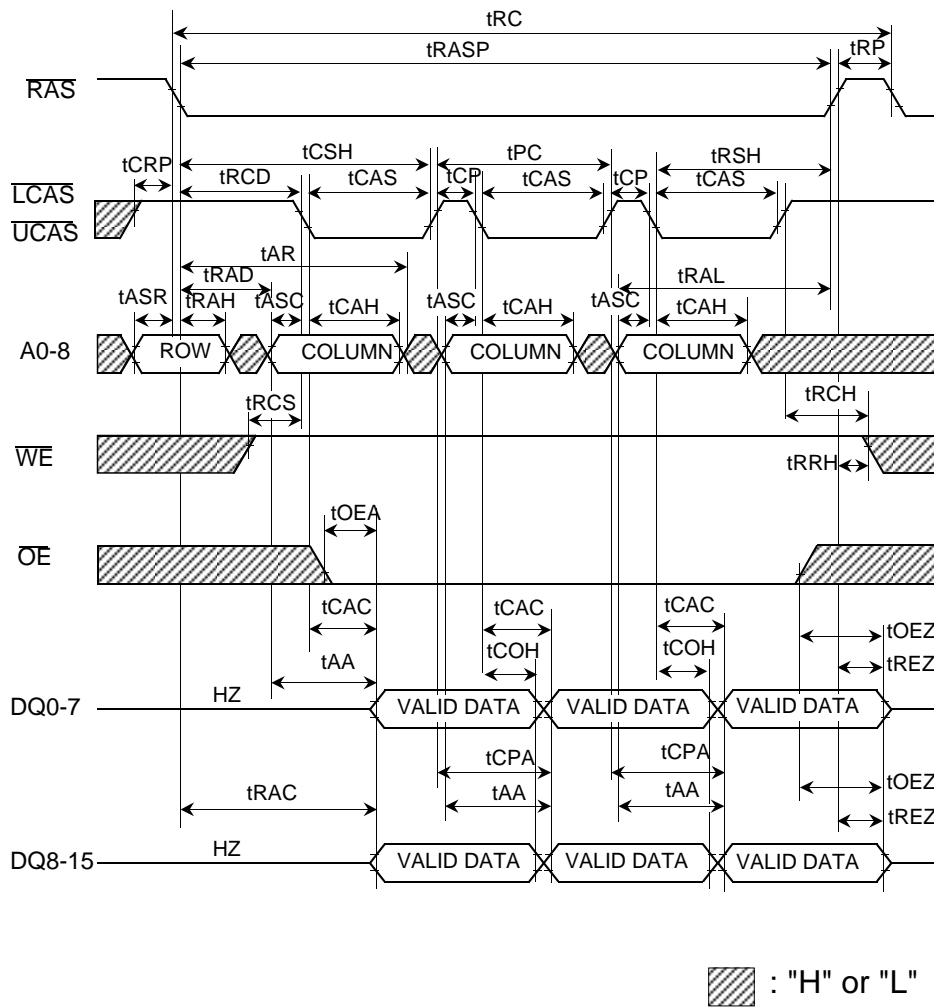 tRC
tRASP
tRP
RAS
tCSH
tPC
tRSH
tCRP
tRCD
tCAS
tCP
tCAS
tCP
tCAS
LCAS
UCAS
tAR
tRAD
tRAL
tASR
tRAH
tASC
tCAH
tASC
tCAH
tASC
tCAH
A0-8
ROW
COLUMN
COLUMN
COLUMN
tRCS
tRCH
WE
tRRH
tOEA
OE
tCAC
tCAC
tCAC
tOEZ
tAA
tCOH
tCOH
tREZ
DQ0-7
HZ
VALID DATA
VALID DATA
VALID DATA
tCPA
tCPA
tOEZ
tRAC
tAA
tAA
tREZ
DQ8-15
HZ
VALID DATA
VALID DATA
VALID DATA
: "H" or "L"